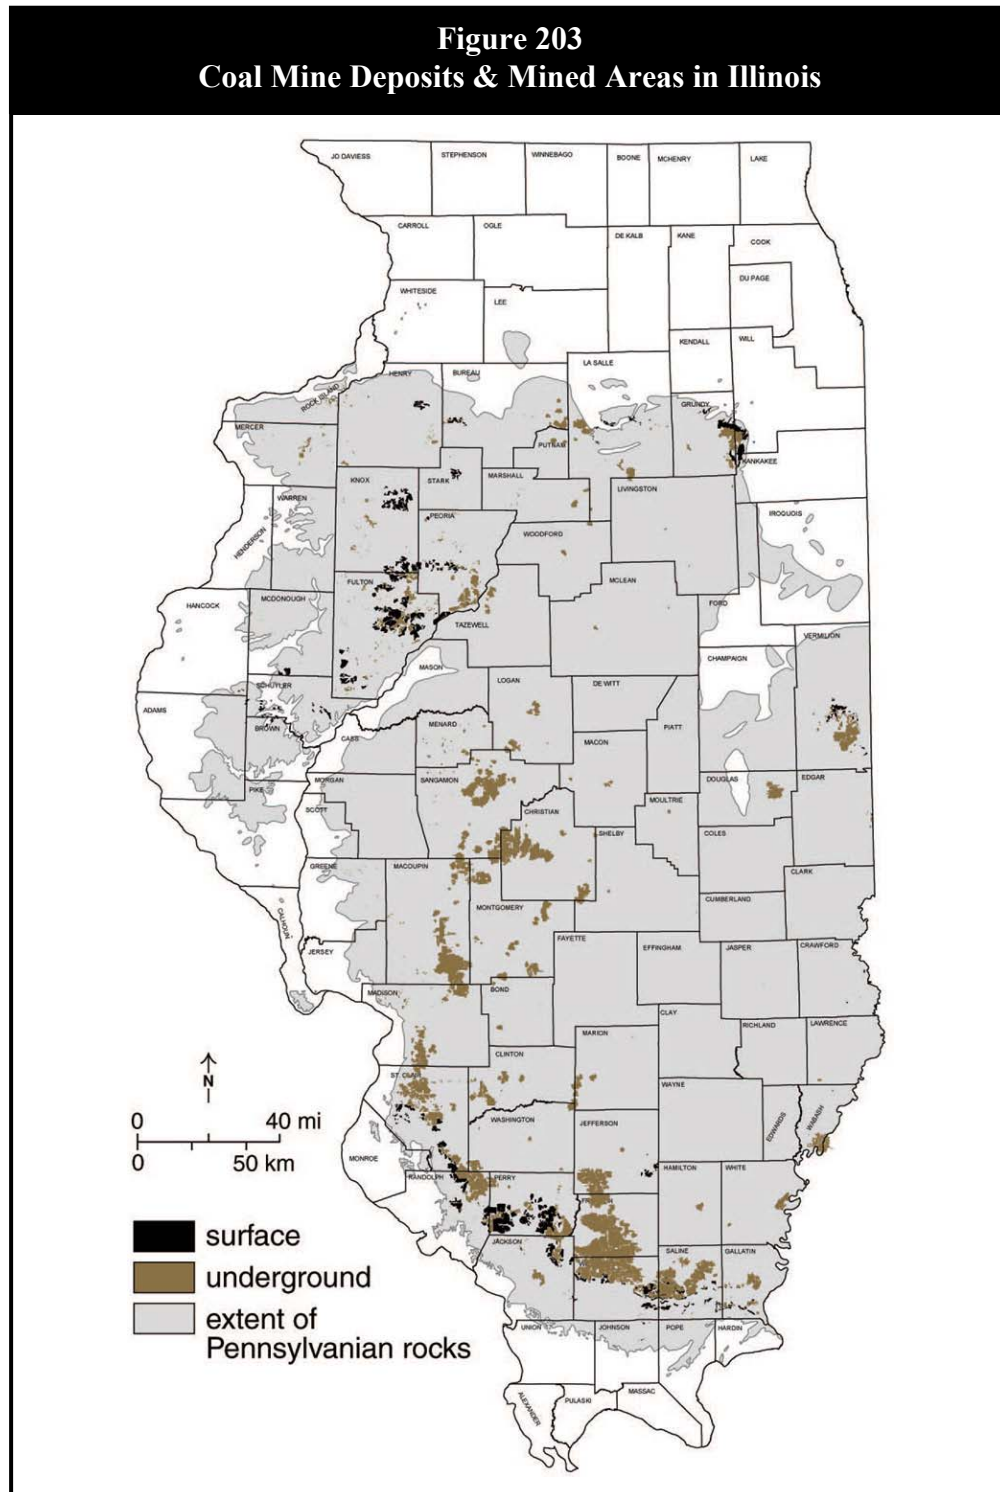 Figure 203
Coal Mine Deposits & Mined Areas in Illinois
JO DAVIESS
STEPHENSON
WINNEBAGO
BOONE
MCHENRY
LAKE
CARROLL
OGLE
DE KALB
KANE
COOK
DU PAGE
WHITESIDE
LEE
KENDALL
WILL
LA SALLE
HENRY
BUREAU
ROCK ISLAND
GRUNDY
MERCER
PUTNAM
KANKAKEE
KNOX
STARK
MARSHALL
LIVINGSTON
WARREN
PEORIA
IROQUOIS
HENDERSON
WOODFORD
FULTON
MCLEAN
HANCOCK
MCDONOUGH
FORD
TAZEWELL
VERMILION
CHAMPAIGN
MASON
SCHUYLER
LOGAN
DE WITT
ADAMS
MENARD
PIATT
BROWN
CASS
MACON
MORGAN
SANGAMON
DOUGLAS
EDGAR
PIKE
MOULTRIE
SCOTT
CHRISTIAN
SHELBY
COLES
GREENE
MACOUPIN
CLARK
CUMBERLAND
CALHOUN
MONTGOMERY
FAYETTE
EFFINGHAM
JASPER
CRAWFORD
JERSEY
MADISON
BOND
CLAY
RICHLAND
LAWRENCE
MARION
CLINTON
N
ST. CLAIR
WAYNE
EDWARDS
WABASH
0 40 mi
0 50 km
WASHINGTON
JEFFERSON
MONROE
HAMILTON
WHITE
RANDOLPH
PERRY
surface
JACKSON
SALINE
GALLATIN
underground
extent of
Pennsylvanian rocks
UNION
JOHNSON
POPE
HARDIN
ALEXANDER
PULASKI
MASSAC